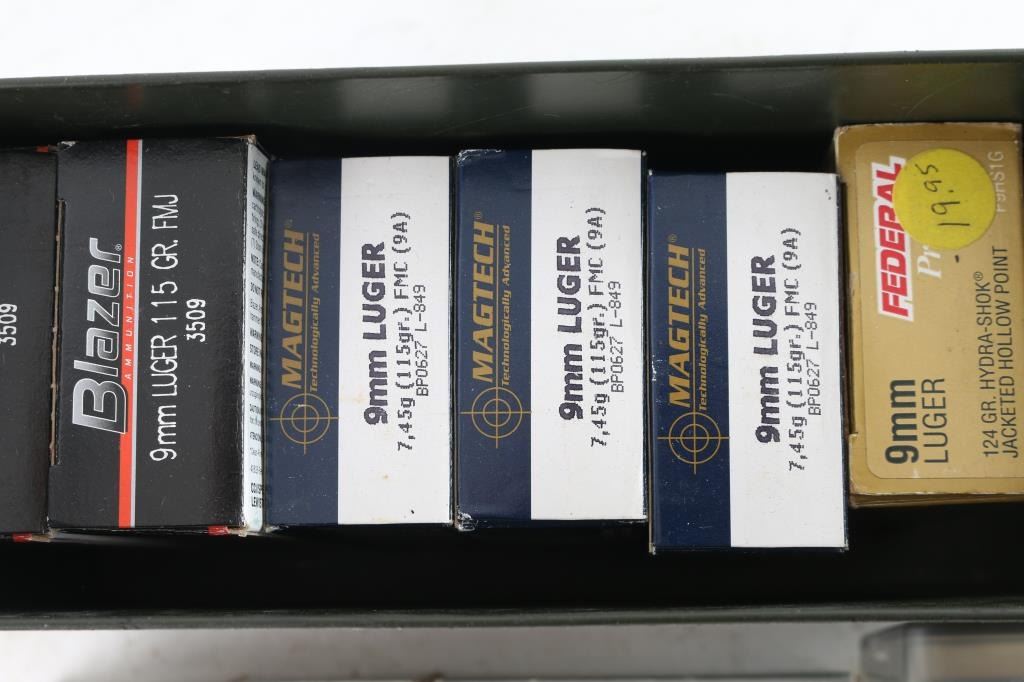 3509
Blazer®
AMMUNITION
9mm LUGER 115 GR. FMJ
3509
MAGTECH®
Technologically Advanced
9mm LUGER
7,45g (115gr.) FMC (9A)
BP0627 L-849
MAGTECH®
Technologically Advanced
9mm LUGER
7,45g (115gr.) FMC (9A)
BP0627 L-849
MAGTECH®
Technologically Advanced
9mm LUGER
7,45g (115gr.) FMC (9A)
BP0627 L-849
FEDERAL
19.95
P9HS1G
9mm
LUGER
124 GR. HYDRA-SHOK®
JACKETED HOLLOW POINT